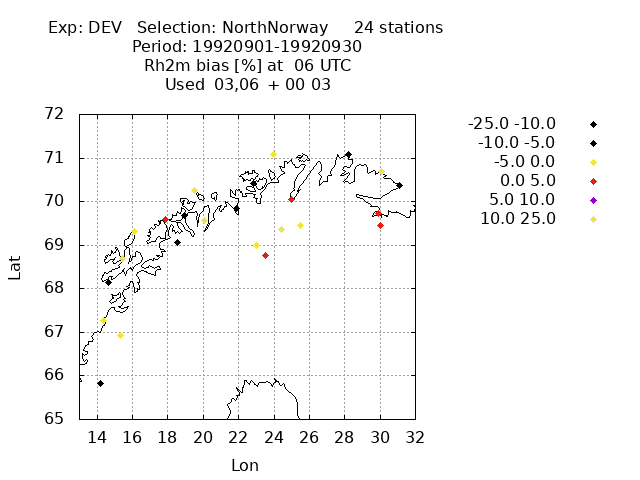 Exp: DEV Selection: NorthNorway 24 stations
Period: 19920901-19920930
Rh2m bias [%] at 06 UTC
Used 03,06 + 00 03
72
71
70
69
68
67
66
65
Lat
14 16 18 20 22 24 26 28 30 32
Lon
-25.0 -10.0
-10.0 -5.0
-5.0 0.0
0.0 5.0
5.0 10.0
10.0 25.0